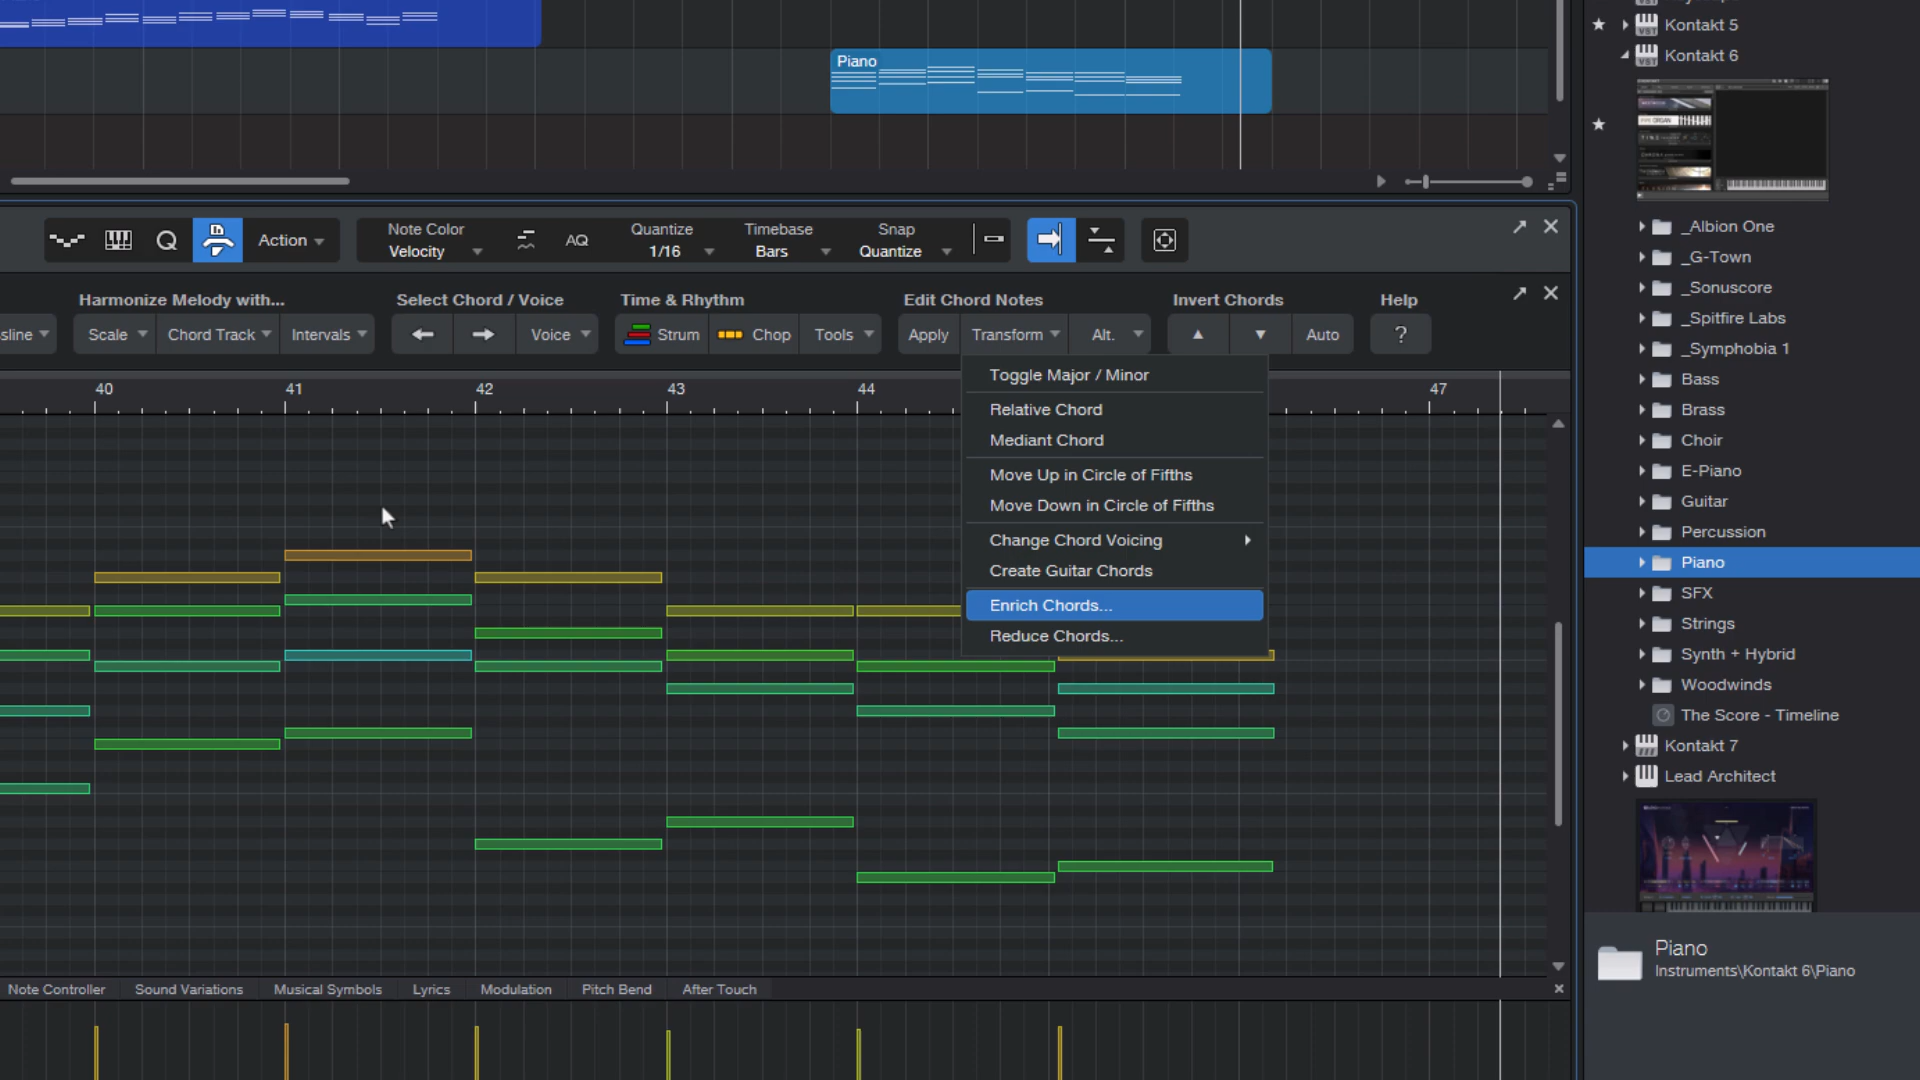 Kontakt 5
Piano
Kontakt 6
_Albion One
_G-Town
_Sonuscore
_Spitfire Labs
_Symphobia 1
Bass
Brass
Choir
E-Piano
Guitar
Percussion
Piano
SFX
Strings
Synth + Hybrid
Woodwinds
The Score - Timeline
Kontakt 7
Lead Architect
Piano
Instruments\Kontakt 6\Piano
Q
Action
Note Color
Velocity
AQ
Quantize
1/16
Timebase
Bars
Snap
Quantize
Harmonize Melody with...
Select Chord / Voice
Time & Rhythm
Edit Chord Notes
Invert Chords
Help
sline
Scale
Chord Track
Intervals
Voice
Strum
Chop
Tools
Apply
Transform
Alt.
Auto
?
40
41
42
43
44
47
Toggle Major / Minor
Relative Chord
Mediant Chord
Move Up in Circle of Fifths
Move Down in Circle of Fifths
Change Chord Voicing
Create Guitar Chords
Enrich Chords...
Reduce Chords...
Note Controller
Sound Variations
Musical Symbols
Lyrics
Modulation
Pitch Bend
After Touch